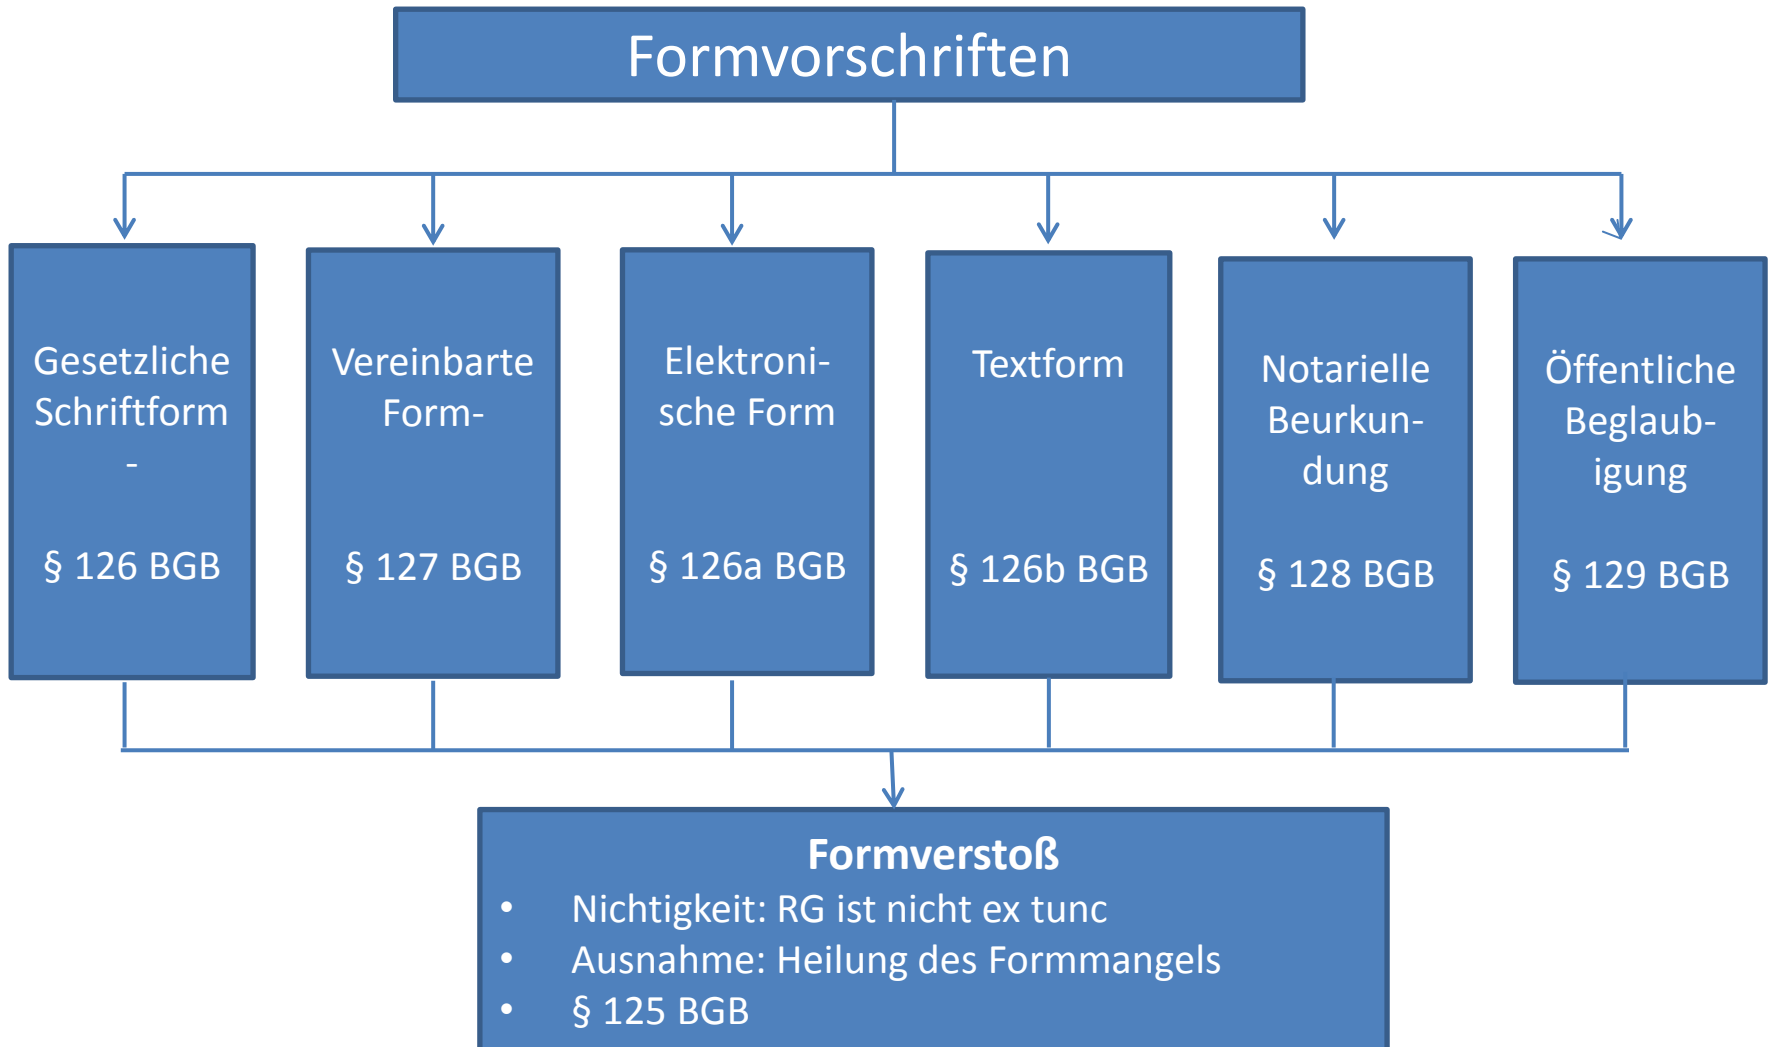 Formvorschriften
Gesetzliche
Schriftform
-
§ 126 BGB
Vereinbarte
Form-
§ 127 BGB
Elektroni-
sche Form
§ 126a BGB
Textform
§ 126b BGB
Notarielle
Beurkun-
dung
§ 128 BGB
Öffentliche
Beglaub-
igung
§ 129 BGB
Formverstoß
• Nichtigkeit: RG ist nicht ex tunc
• Ausnahme: Heilung des Formmangels
• § 125 BGB